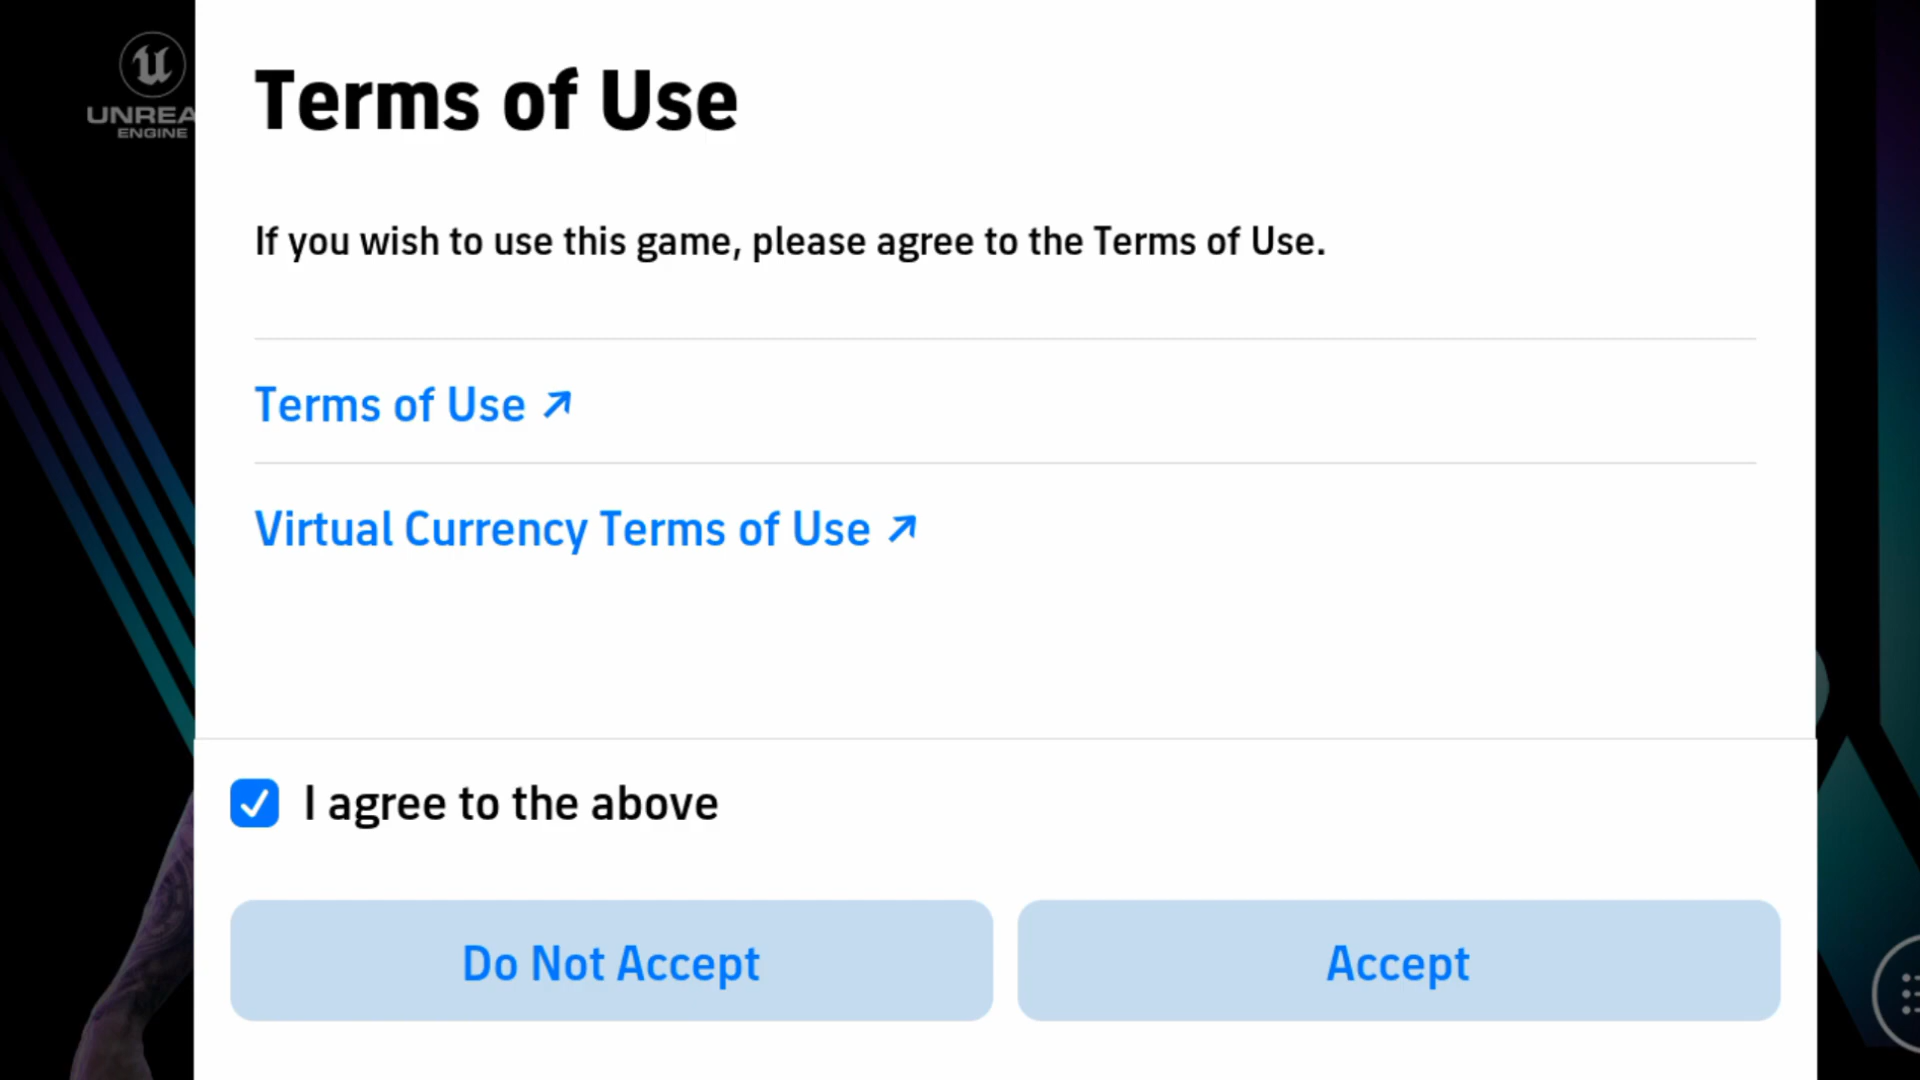 UNREA
ENGINE
Terms of Use
If you wish to use this game, please agree to the Terms of Use.
Terms of Use ↗
Virtual Currency Terms of Use ↗
I agree to the above
Do Not Accept
Accept